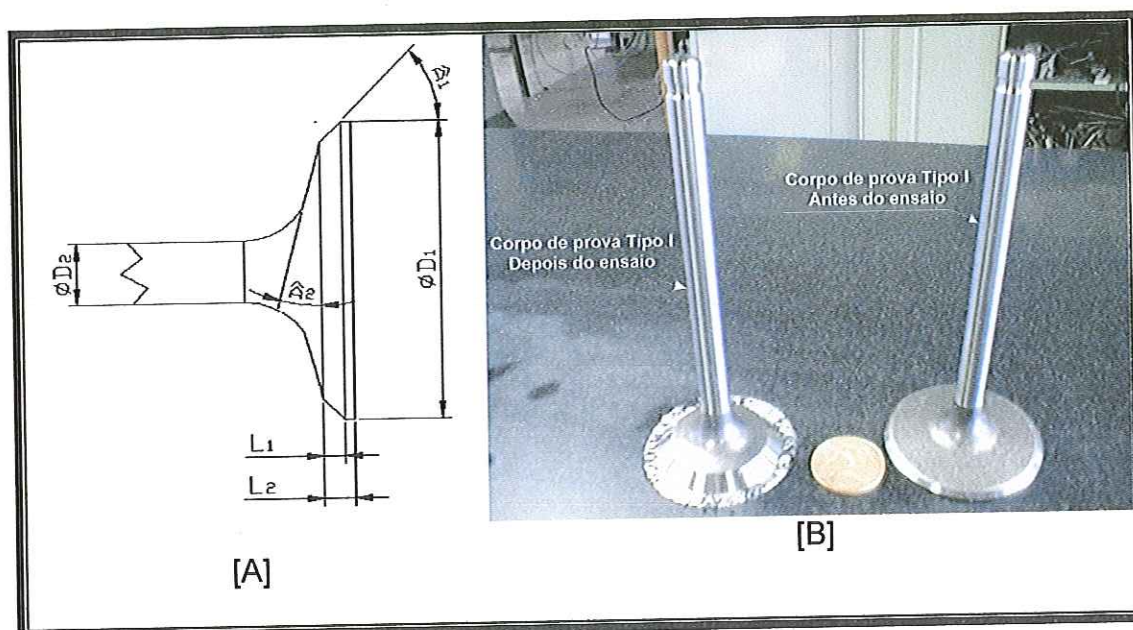 Â1
øD2
Â2
øD1
L1
L2
[A]
Corpo de prova Tipo I
Depois do ensaio
Corpo de prova Tipo I
Antes do ensaio
[B]